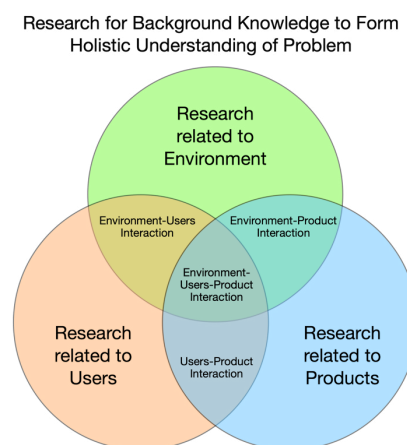 Research for Background Knowledge to Form
Holistic Understanding of Problem
Research
related to
Environment
Environment-Users
Interaction
Environment-Product
Interaction
Environment-
Users-Product
Interaction
Research
related to
Users
Users-Product
Interaction
Research
related to
Products